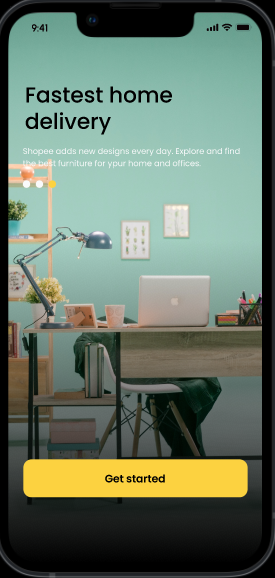 9:41
Fastest home
delivery
Shopee adds new designs every day. Explore and find
the best furniture for your home and offices.
Get started